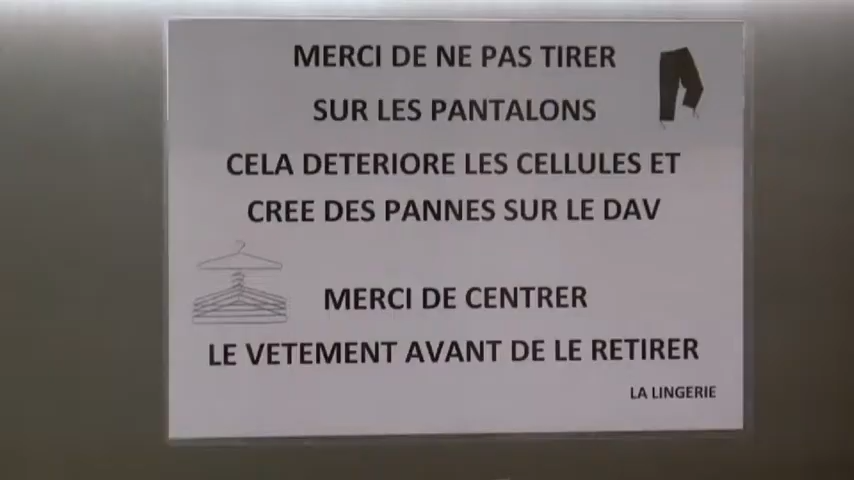 MERCI DE NE PAS TIRER
SUR LES PANTALONS
CELA DETERIORE LES CELLULES ET
CREE DES PANNES SUR LE DAV
MERCI DE CENTRER
LE VETEMENT AVANT DE LE RETIRER
LA LINGERIE